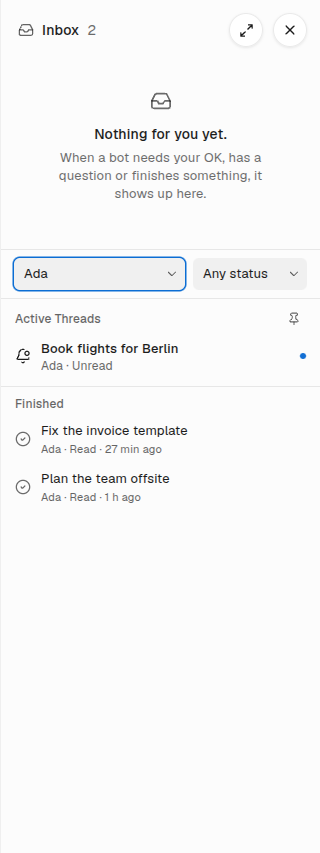 Inbox 2
Nothing for you yet.
When a bot needs your OK, has a
question or finishes something, it
shows up here.
Ada
Any status
Active Threads
Book flights for Berlin
Ada · Unread
Finished
Fix the invoice template
Ada · Read · 27 min ago
Plan the team offsite
Ada · Read · 1 h ago